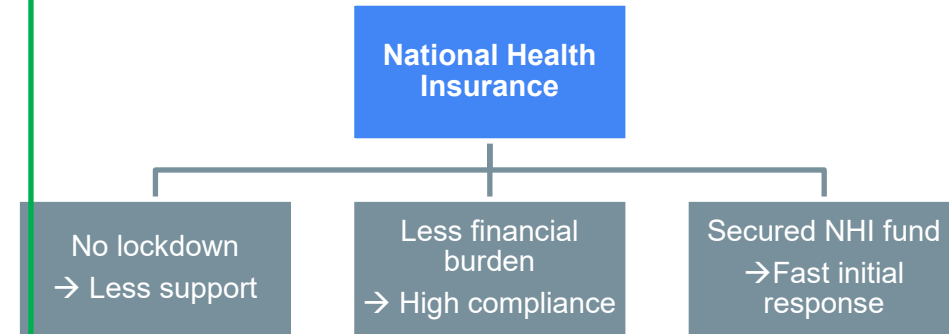 National Health
Insurance
No lockdown
→ Less support
Less financial
burden
→ High compliance
Secured NHI fund
→Fast initial
response